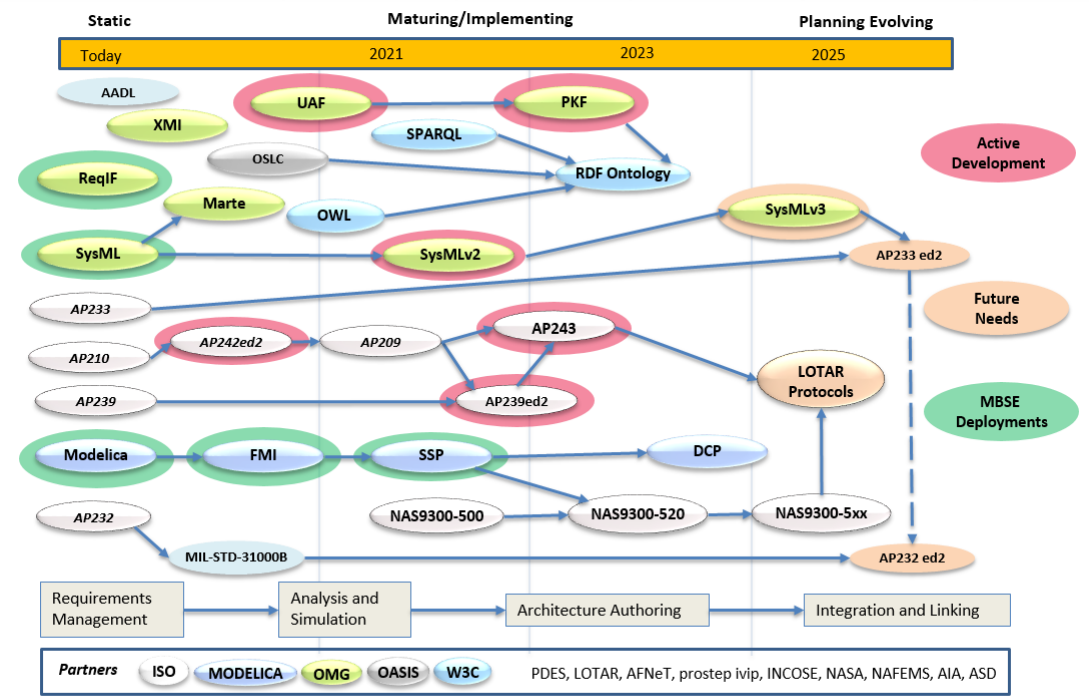 Static
Maturing/Implementing
Planning Evolving
Today
2021
2023
2025
AADL
UAF
PKF
XMI
SPARQL
Active
Development
OSLC
RDF Ontology
ReqIF
Marte
OWL
SysMLv3
SysML
SysMLv2
AP233 ed2
AP233
Future
Needs
AP242ed2
AP209
AP243
AP210
LOTAR
Protocols
AP239
AP239ed2
MBSE
Deployments
Modelica
FMI
SSP
DCP
AP232
NAS9300-500
NAS9300-520
NAS9300-5xx
MIL-STD-31000B
AP232 ed2
Requirements
Management
Analysis and
Simulation
Architecture Authoring
Integration and Linking
Partners
ISO
MODELICA
OMG
OASIS
W3C
PDES, LOTAR, AFNeT, prostep ivip, INCOSE, NASA, NAFEMS, AIA, ASD